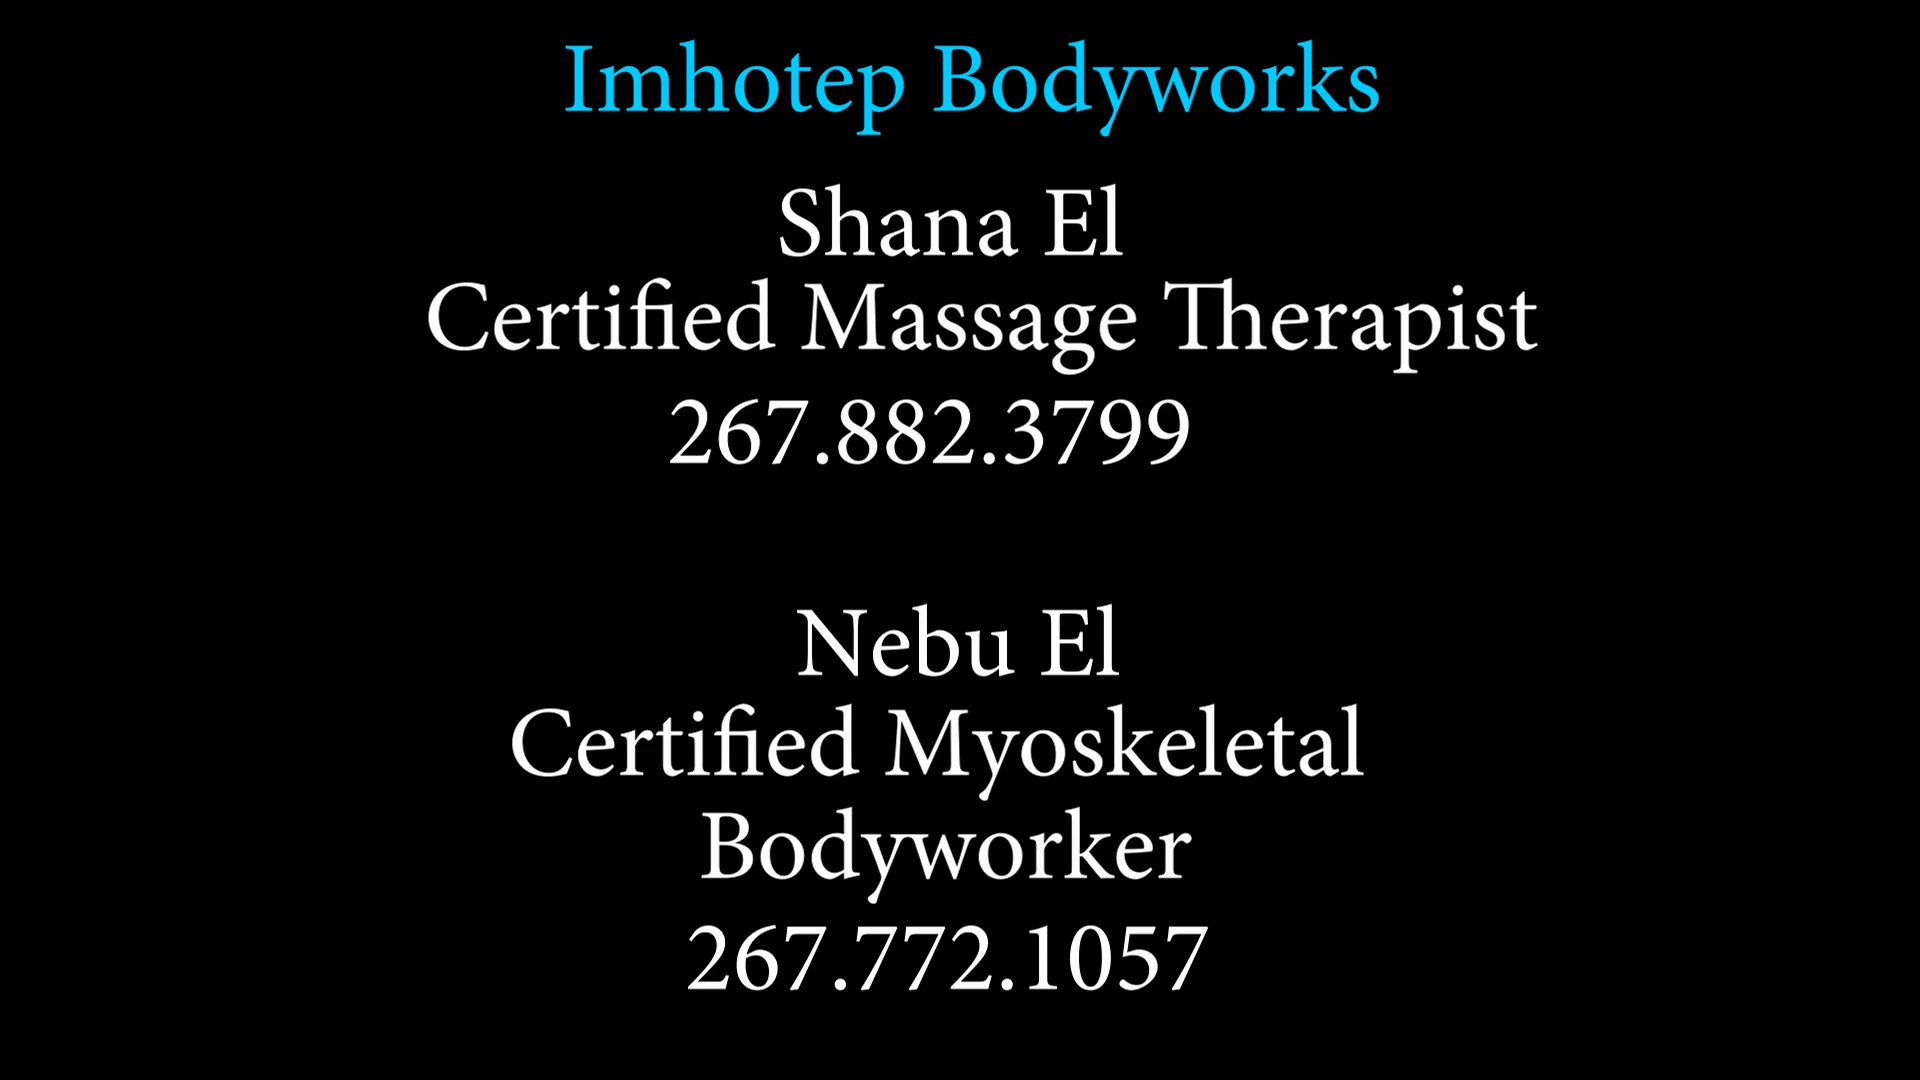 Imhotep Bodyworks
Shana El
Certified Massage Therapist
267.882.3799
Nebu El
Certified Myoskeletal
Bodyworker
267.772.1057